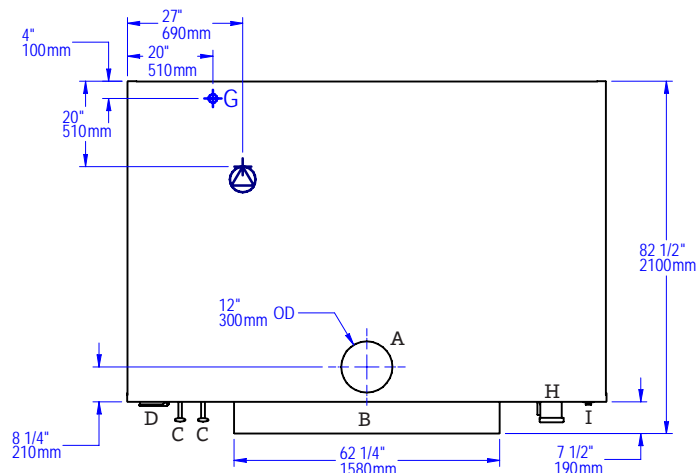 27"
690mm
4"
100mm
20"
510mm
G
20"
510mm
82 1/2"
2100mm
12"
300mm OD
A
H
D
C C
B
I
8 1/4"
210mm
62 1/4"
1580mm
7 1/2"
190mm